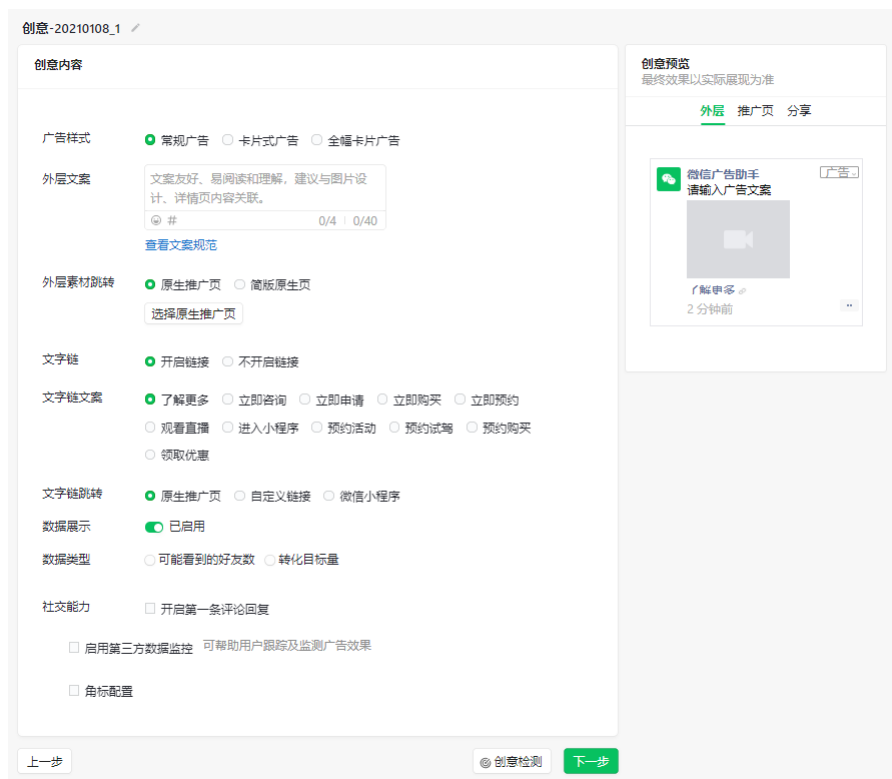 创意-20210108_1
创意内容
广告样式 常规广告 卡片式广告 全幅卡片广告
外层文案 文案友好、易阅读和理解，建议与图片设
计、详情页内容关联。
# 0/4 0/40
查看文案规范
外层素材跳转 原生推广页 简版原生页
选择原生推广页
文字链 开启链接 不开启链接
文字链文案 了解更多 立即咨询 立即申请 立即购买 立即预约
观看直播 进入小程序 预约活动 预约试驾 预约购买
领取优惠
文字链跳转 原生推广页 自定义链接 微信小程序
数据展示 已启用
数据类型 可能看到的好友数 转化目标量
社交能力 开启第一条评论回复
启用第三方数据监控 可帮助用户跟踪及监测广告效果
角标配置
上一步 创意检测 下一步
创意预览
最终效果以实际展现为准
外层 推广页 分享
微信广告助手 广告
请输入广告文案
了解更多
2 分钟前